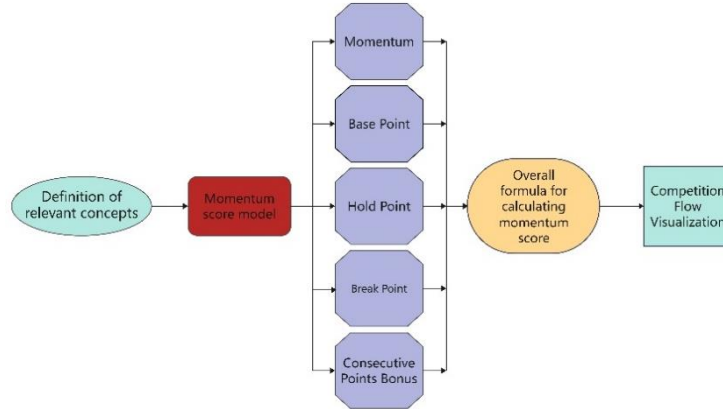 Definition of
relevant concepts
Momentum
score model
Momentum
Base Point
Hold Point
Break Point
Consecutive
Points Bonus
Overall
formula for
calculating
momentum
score
Competition
Flow
Visualization